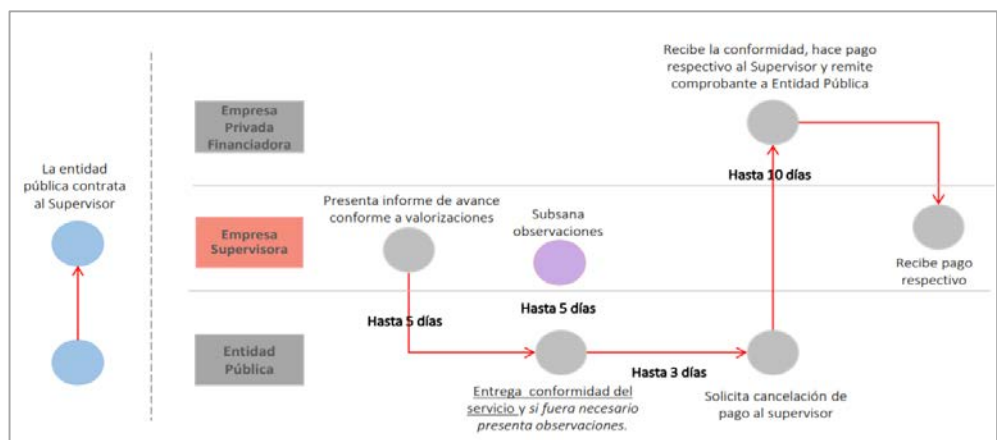 Recibe la conformidad, hace pago
respectivo al Supervisor y remite
comprobante a Entidad Pública
Empresa
Privada
Financiadora
La entidad
pública contrata
al Supervisor
Hasta 10 días
Presenta informe de avance
conforme a valorizaciones
Subsana
observaciones
Empresa
Supervisora
Recibe pago
respectivo
Hasta 5 días
Hasta 5 días
Entidad
Pública
Hasta 3 días
Entrega conformidad del
servicio y si fuera necesario
presenta observaciones.
Solicita cancelación de
pago al supervisor